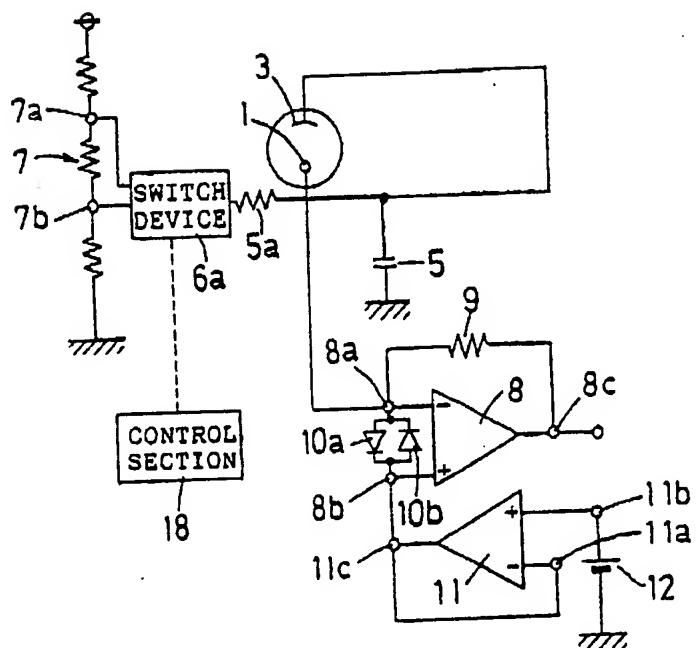 3
7a
1
7
SWITCH
DEVICE
7b
5a
6a
5
9
8a
8
8c
10a
CONTROL
SECTION
8b
10b
11b
11a
18
11c
11
12